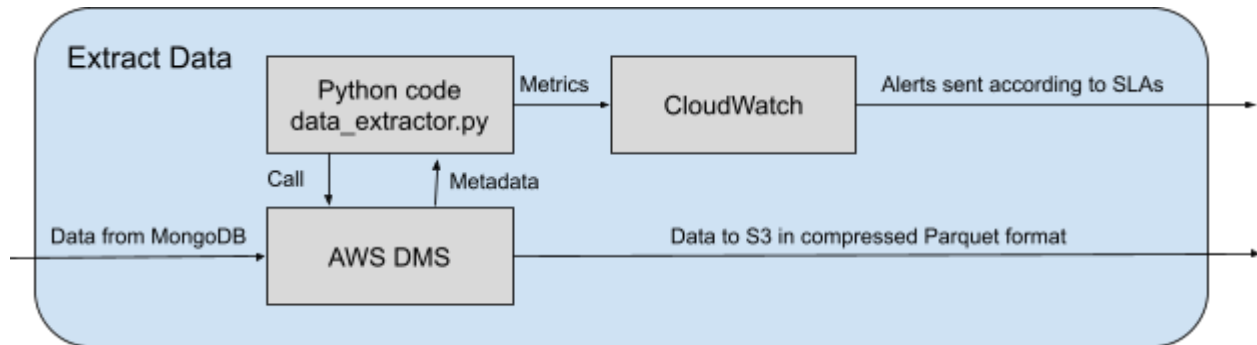 Extract Data
Python code
data_extractor.py
Metrics
CloudWatch
Alerts sent according to SLAs
Call
Metadata
Data from MongoDB
AWS DMS
Data to S3 in compressed Parquet format